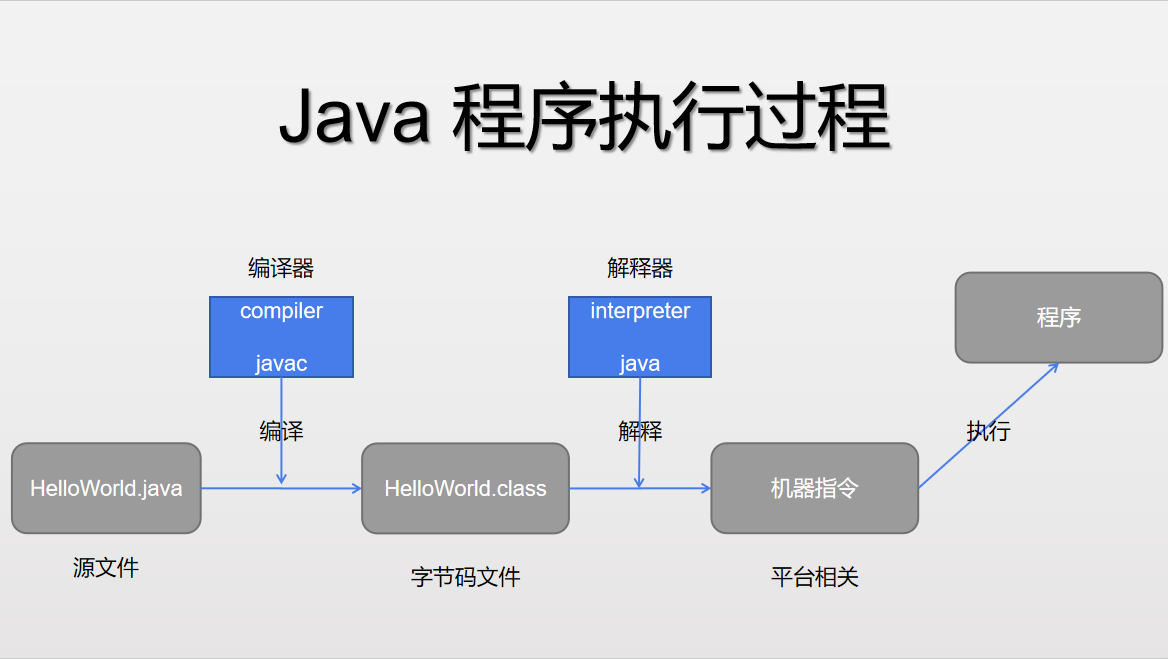 Java 程序执行过程
编译器
compiler
javac
解释器
interpreter
java
程序
编译
解释
执行
HelloWorld.java
HelloWorld.class
机器指令
源文件
字节码文件
平台相关